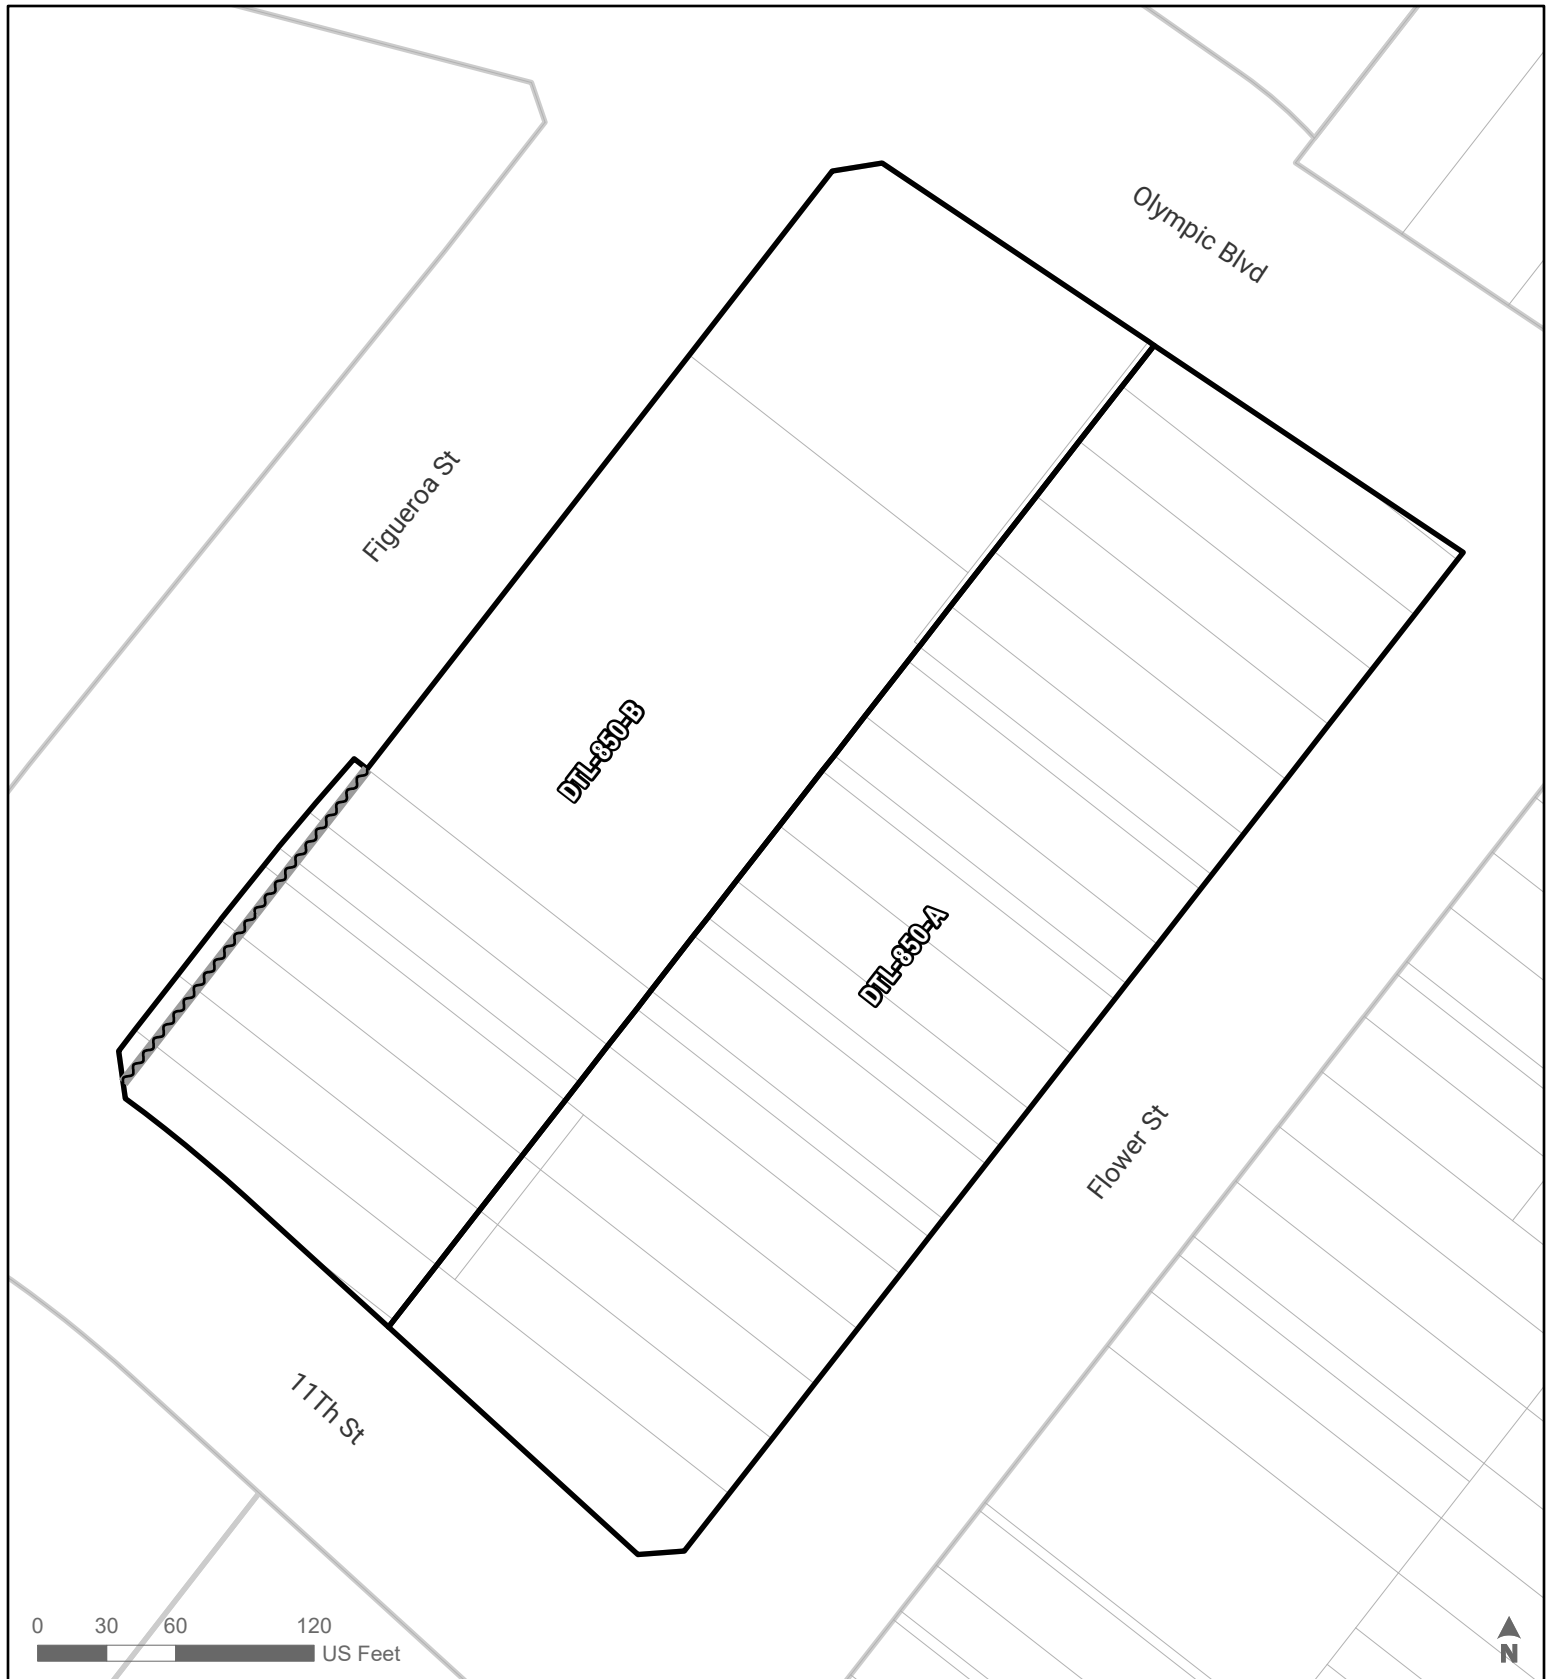 Olympic Blvd
Figueroa St
DTL-850-B
DTL-850-A
Flower St
11Th St
0 30 60 120
US Feet
N